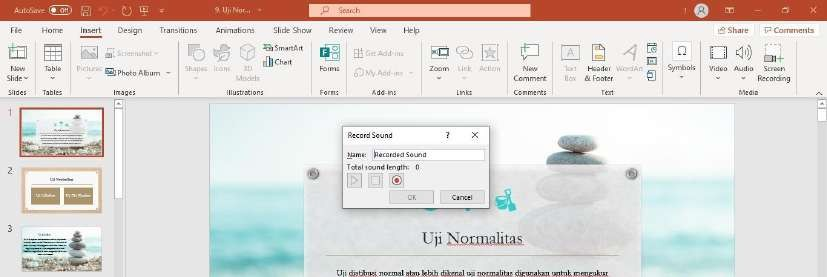 AutoSave Off 9. Uji Nor... Search
File Home Insert Design Transitions Animations Slide Show Review View Help Share Comments
New Slide Table Pictures Screenshot Photo Album Shapes Icons 3D Models SmartArt Chart Forms Get Add-ins My Add-ins Zoom Link Action New Comment Text Box Header & Footer WordArt Symbols Video Audio Screen Recording
Slides Tables Images Illustrations Forms Add-ins Links Comments Text Media
1
2
3
Record Sound ?
Name: Recorded Sound
Total sound length: 0
OK Cancel
Uji Normalitas
Uji distibusi normal atau lebih dikenal uji normalitas digunakan untuk mengukur